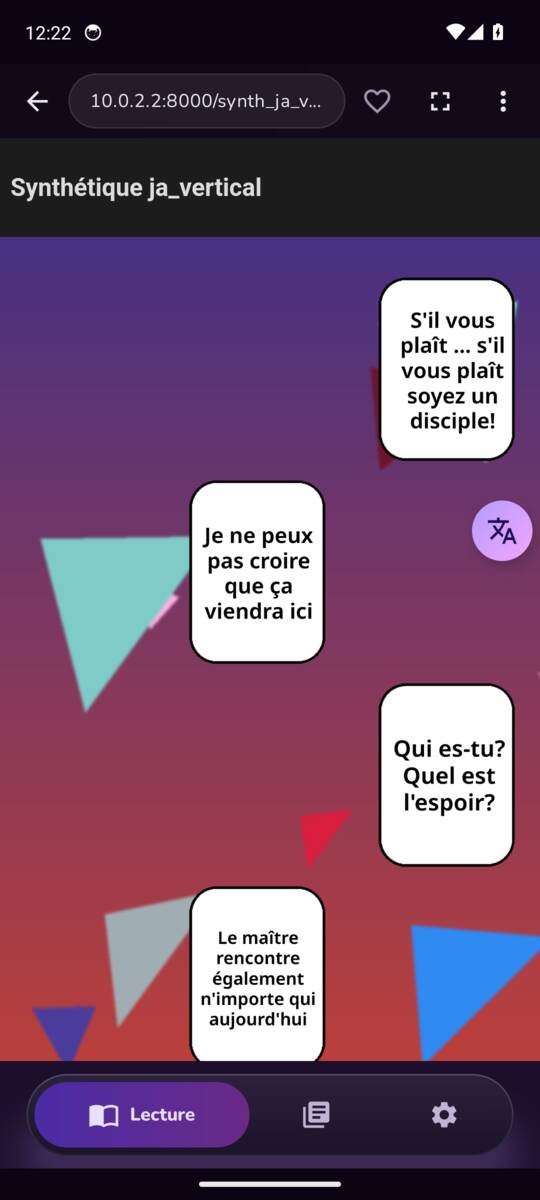 12:22
10.0.2.2:8000/synth_ja_v...
Synthétique ja_vertical
S'il vous
plaît ... s'il
vous plaît
soyez un
disciple!
Je ne peux
pas croire
que ça
viendra ici
Qui es-tu?
Quel est
l'espoir?
Le maître
rencontre
également
n'importe qui
aujourd'hui
Lecture